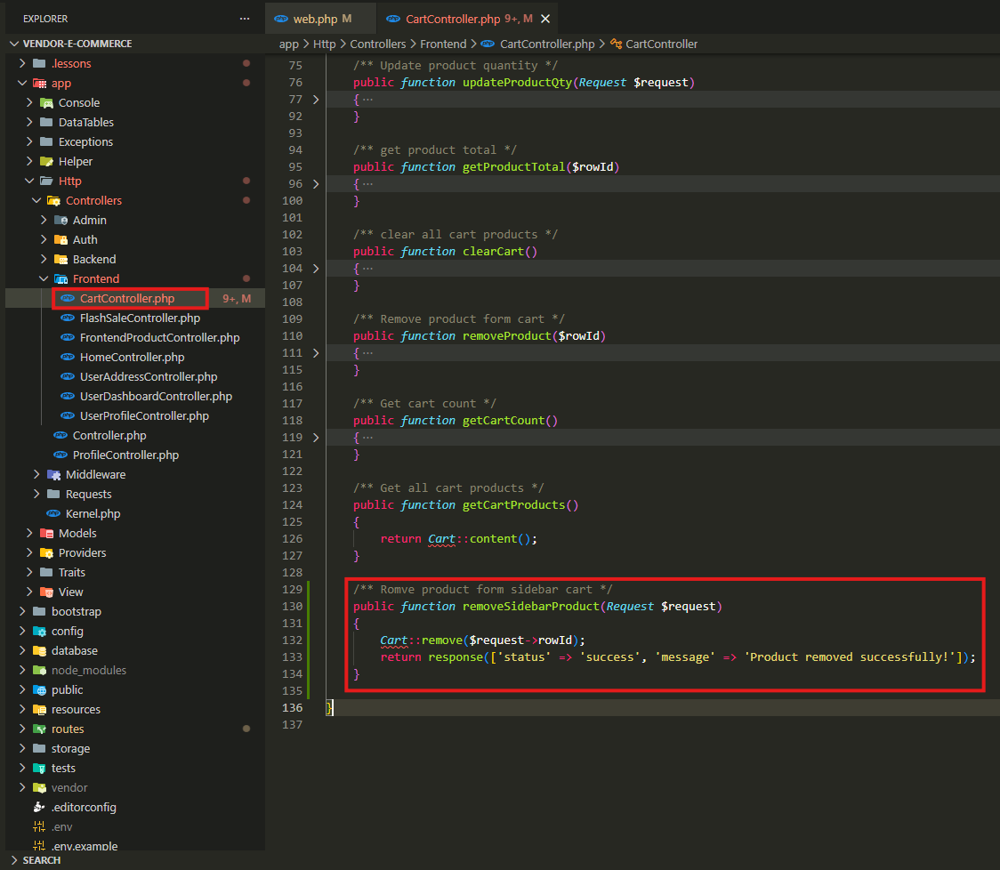 EXPLORER
···
web.php M
CartController.php 9+, M
VENDOR-E-COMMERCE
app > Http > Controllers > Frontend > CartController.php > CartController
.lessons
app
Console
DataTables
Exceptions
Helper
Http
Controllers
Admin
Auth
Backend
Frontend
CartController.php 9+, M
FlashSaleController.php
FrontendProductController.php
HomeController.php
UserAddressController.php
UserDashboardController.php
UserProfileController.php
Controller.php
ProfileController.php
Middleware
Requests
Kernel.php
Models
Providers
Traits
View
bootstrap
config
database
node_modules
public
resources
routes
storage
tests
vendor
.editorconfig
.env
.env.example
SEARCH
75 /** Update product quantity */
76 public function updateProductQty(Request $request)
77 { ···
92 }
93
94 /** get product total */
95 public function getProductTotal($rowId)
96 { ···
100 }
101
102 /** clear all cart products */
103 public function clearCart()
104 { ···
107 }
108
109 /** Remove product form cart */
110 public function removeProduct($rowId)
111 { ···
115 }
116
117 /** Get cart count */
118 public function getCartCount()
119 { ···
121 }
122
123 /** Get all cart products */
124 public function getCartProducts()
125 {
126 return Cart::content();
127 }
128
129 /** Romve product form sidebar cart */
130 public function removeSidebarProduct(Request $request)
131 {
132 Cart::remove($request->rowId);
133 return response(['status' => 'success', 'message' => 'Product removed successfully!']);
134 }
135
136 }
137